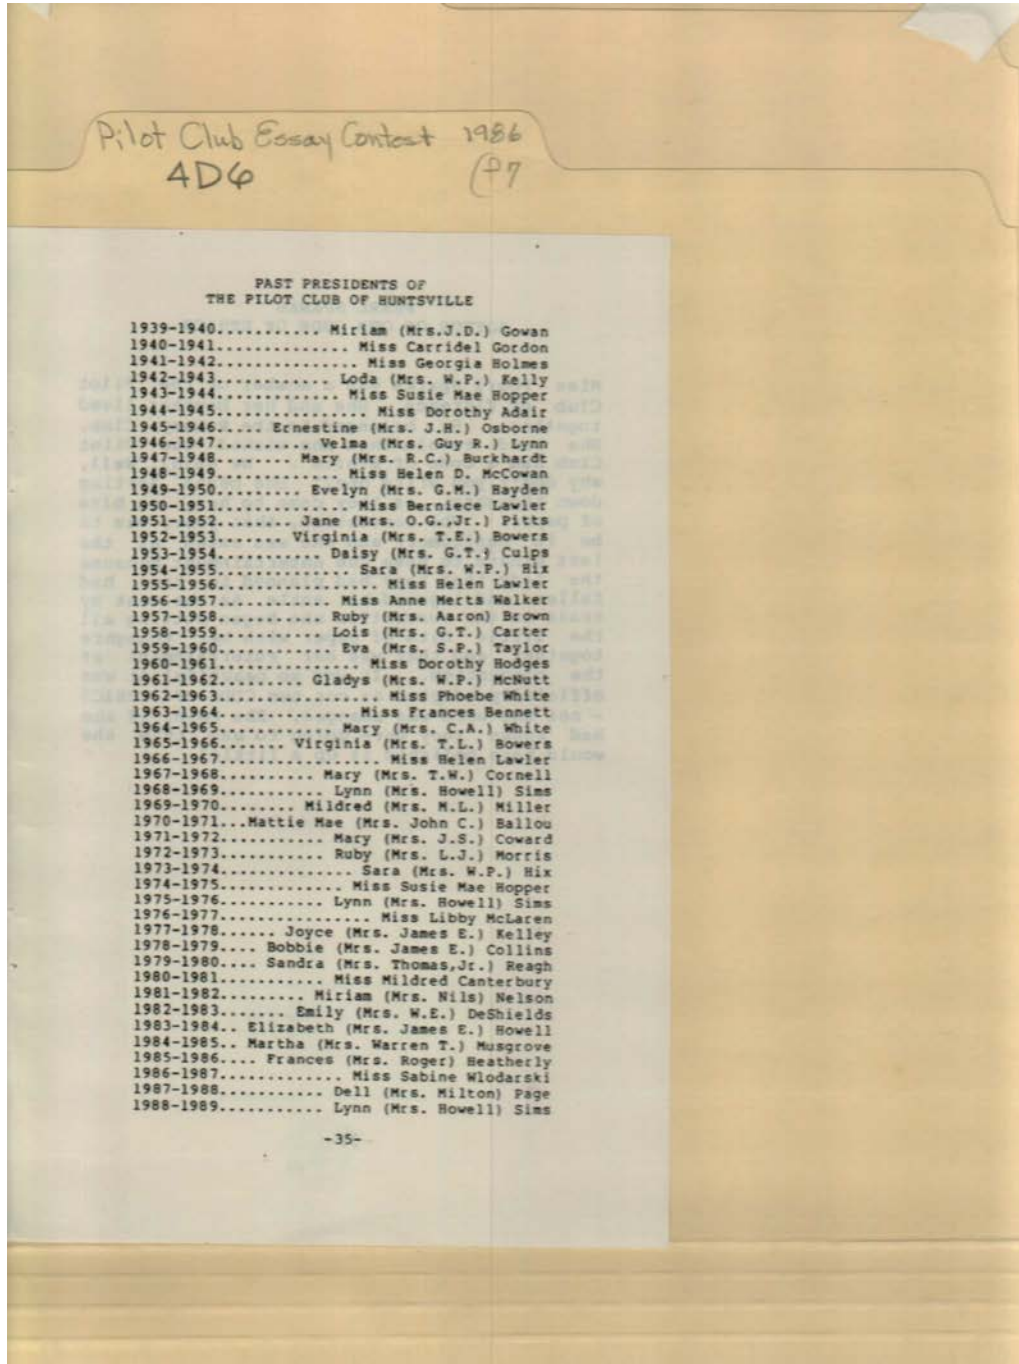 Pilot Club Essay Contest 1986
4D6
PAST PRESIDENTS OF
THE PILOT CLUB OF HUNTSVILLE
1939-1940........... Miriam (Mrs.J.D.) Gowan
1940-1941.............. Miss Carridel Gordon
1941-1942............... Miss Georgia Holmes
1942-1943............ Loda (Mrs. W.P.) Kelly
1943-1944............. Miss Susie Mae Hopper
1944-1945................ Miss Dorothy Adair
1945-1946..... Ernestine (Mrs. J.H.) Osborne
1946-1947.......... Velma (Mrs. Guy R.) Lynn
1947-1948........ Mary (Mrs. R.C.) Burkhardt
1948-1949............. Miss Helen D. McCowan
1949-1950......... Evelyn (Mrs. G.M.) Hayden
1950-1951.............. Miss Berniece Lawler
1951-1952........ Jane (Mrs. O.G.,Jr.) Pitts
1952-1953....... Virginia (Mrs. T.E.) Bowers
1953-1954........... Daisy (Mrs. G.T.) Culps
1954-1955.............. Sara (Mrs. W.P.) Hix
1955-1956................. Miss Helen Lawler
1956-1957............ Miss Anne Merts Walker
1957-1958........... Ruby (Mrs. Aaron) Brown
1958-1959........... Lois (Mrs. G.T.) Carter
1959-1960............ Eva (Mrs. S.P.) Taylor
1960-1961............... Miss Dorothy Hodges
1961-1962......... Gladys (Mrs. W.P.) McNutt
1962-1963................. Miss Phoebe White
1963-1964.............. Miss Frances Bennett
1964-1965............ Mary (Mrs. C.A.) White
1965-1966....... Virginia (Mrs. T.L.) Bowers
1966-1967................. Miss Helen Lawler
1967-1968.......... Mary (Mrs. T.W.) Cornell
1968-1969........... Lynn (Mrs. Howell) Sims
1969-1970........ Mildred (Mrs. M.L.) Miller
1970-1971...Mattie Mae (Mrs. John C.) Ballou
1971-1972........... Mary (Mrs. J.S.) Coward
1972-1973........... Ruby (Mrs. L.J.) Morris
1973-1974.............. Sara (Mrs. W.P.) Hix
1974-1975............. Miss Susie Mae Hopper
1975-1976........... Lynn (Mrs. Howell) Sims
1976-1977................ Miss Libby McLaren
1977-1978...... Joyce (Mrs. James E.) Kelley
1978-1979.... Bobbie (Mrs. James E.) Collins
1979-1980.... Sandra (Mrs. Thomas,Jr.) Reagh
1980-1981........... Miss Mildred Canterbury
1981-1982......... Miriam (Mrs. Nils) Nelson
1982-1983....... Emily (Mrs. W.E.) DeShields
1983-1984.. Elizabeth (Mrs. James E.) Howell
1984-1985.. Martha (Mrs. Warren T.) Musgrove
1985-1986.... Frances (Mrs. Roger) Heatherly
1986-1987............. Miss Sabine Wlodarski
1987-1988........... Dell (Mrs. Milton) Page
1988-1989........... Lynn (Mrs. Howell) Sims
-35-